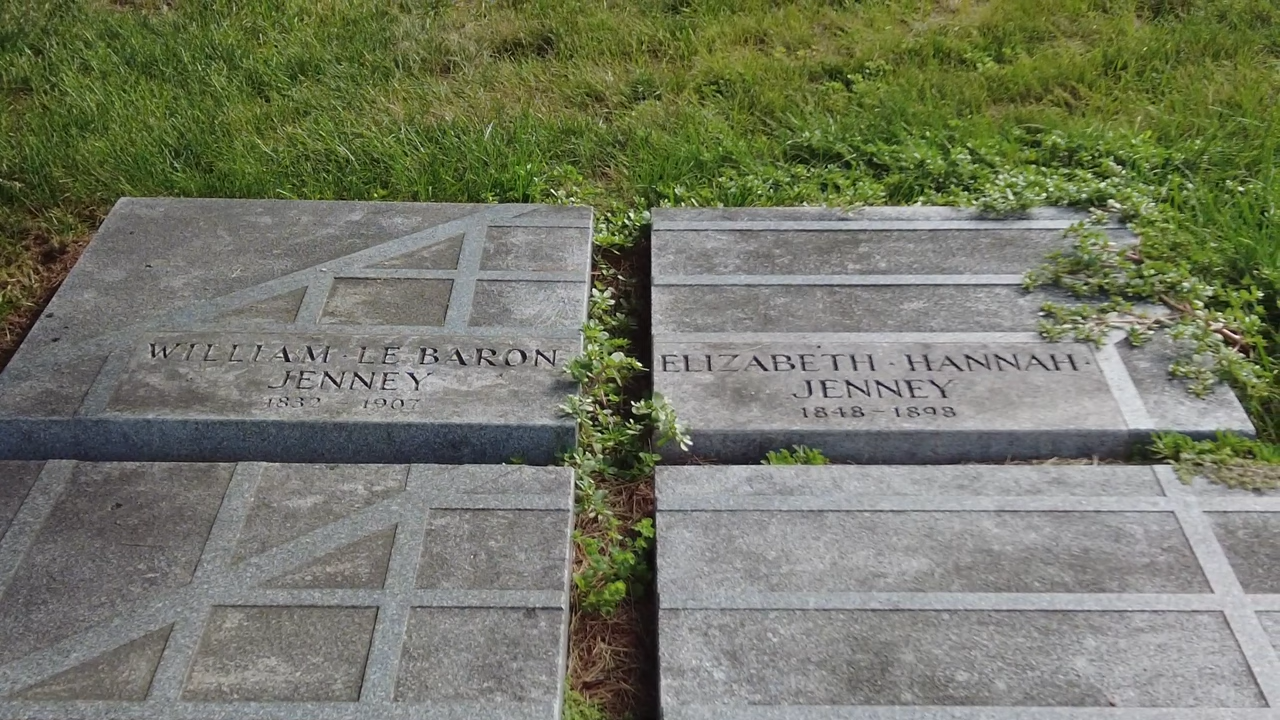 WILLIAM · LE BARON
JENNEY
1832 – 1907
ELIZABETH · HANNAH ·
JENNEY
1848 – 1898